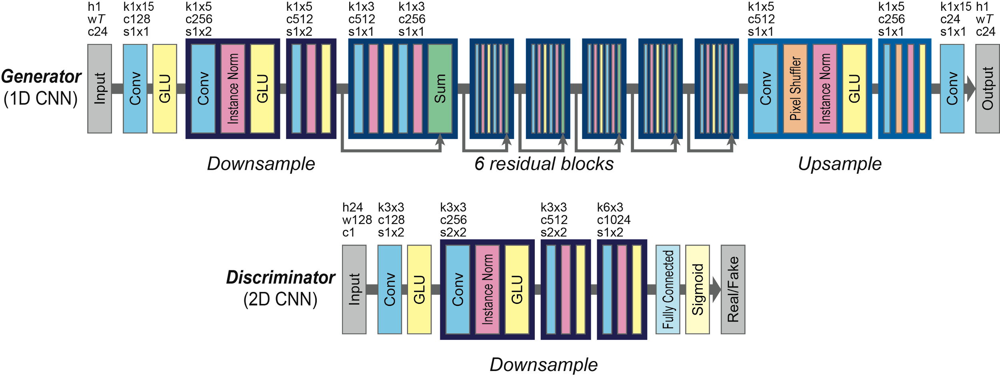 h1
wT
c24
k1x15
c128
s1x1
k1x5
c256
s1x2
k1x5
c512
s1x2
k1x3
c512
s1x1
k1x3
c256
s1x1
k1x5
c512
s1x1
k1x5
c256
s1x1
k1x15
c24
s1x1
h1
wT
c24
Generator
(1D CNN)
Input
Conv
GLU
Conv
Instance Norm
GLU
Sum
Conv
Pixel Shuffler
Instance Norm
GLU
Conv
Output
Downsample
6 residual blocks
Upsample
h24
w128
c1
k3x3
c128
s1x2
k3x3
c256
s2x2
k3x3
c512
s2x2
k6x3
c1024
s1x2
Discriminator
(2D CNN)
Input
Conv
GLU
Conv
Instance Norm
GLU
Fully Connected
Sigmoid
Real/Fake
Downsample